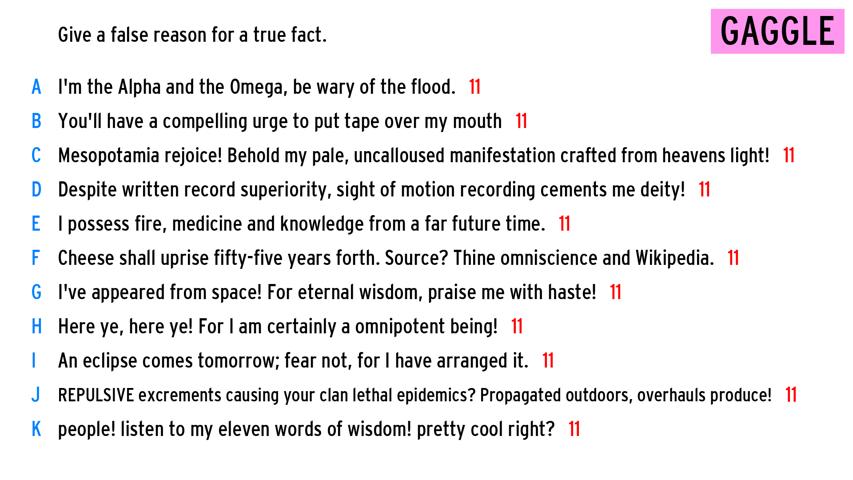 Give a false reason for a true fact.
GAGGLE
A I'm the Alpha and the Omega, be wary of the flood. 11
B You'll have a compelling urge to put tape over my mouth 11
C Mesopotamia rejoice! Behold my pale, uncalloused manifestation crafted from heavens light! 11
D Despite written record superiority, sight of motion recording cements me deity! 11
E I possess fire, medicine and knowledge from a far future time. 11
F Cheese shall uprise fifty-five years forth. Source? Thine omniscience and Wikipedia. 11
G I've appeared from space! For eternal wisdom, praise me with haste! 11
H Here ye, here ye! For I am certainly a omnipotent being! 11
I An eclipse comes tomorrow; fear not, for I have arranged it. 11
J REPULSIVE excrements causing your clan lethal epidemics? Propagated outdoors, overhauls produce! 11
K people! listen to my eleven words of wisdom! pretty cool right? 11